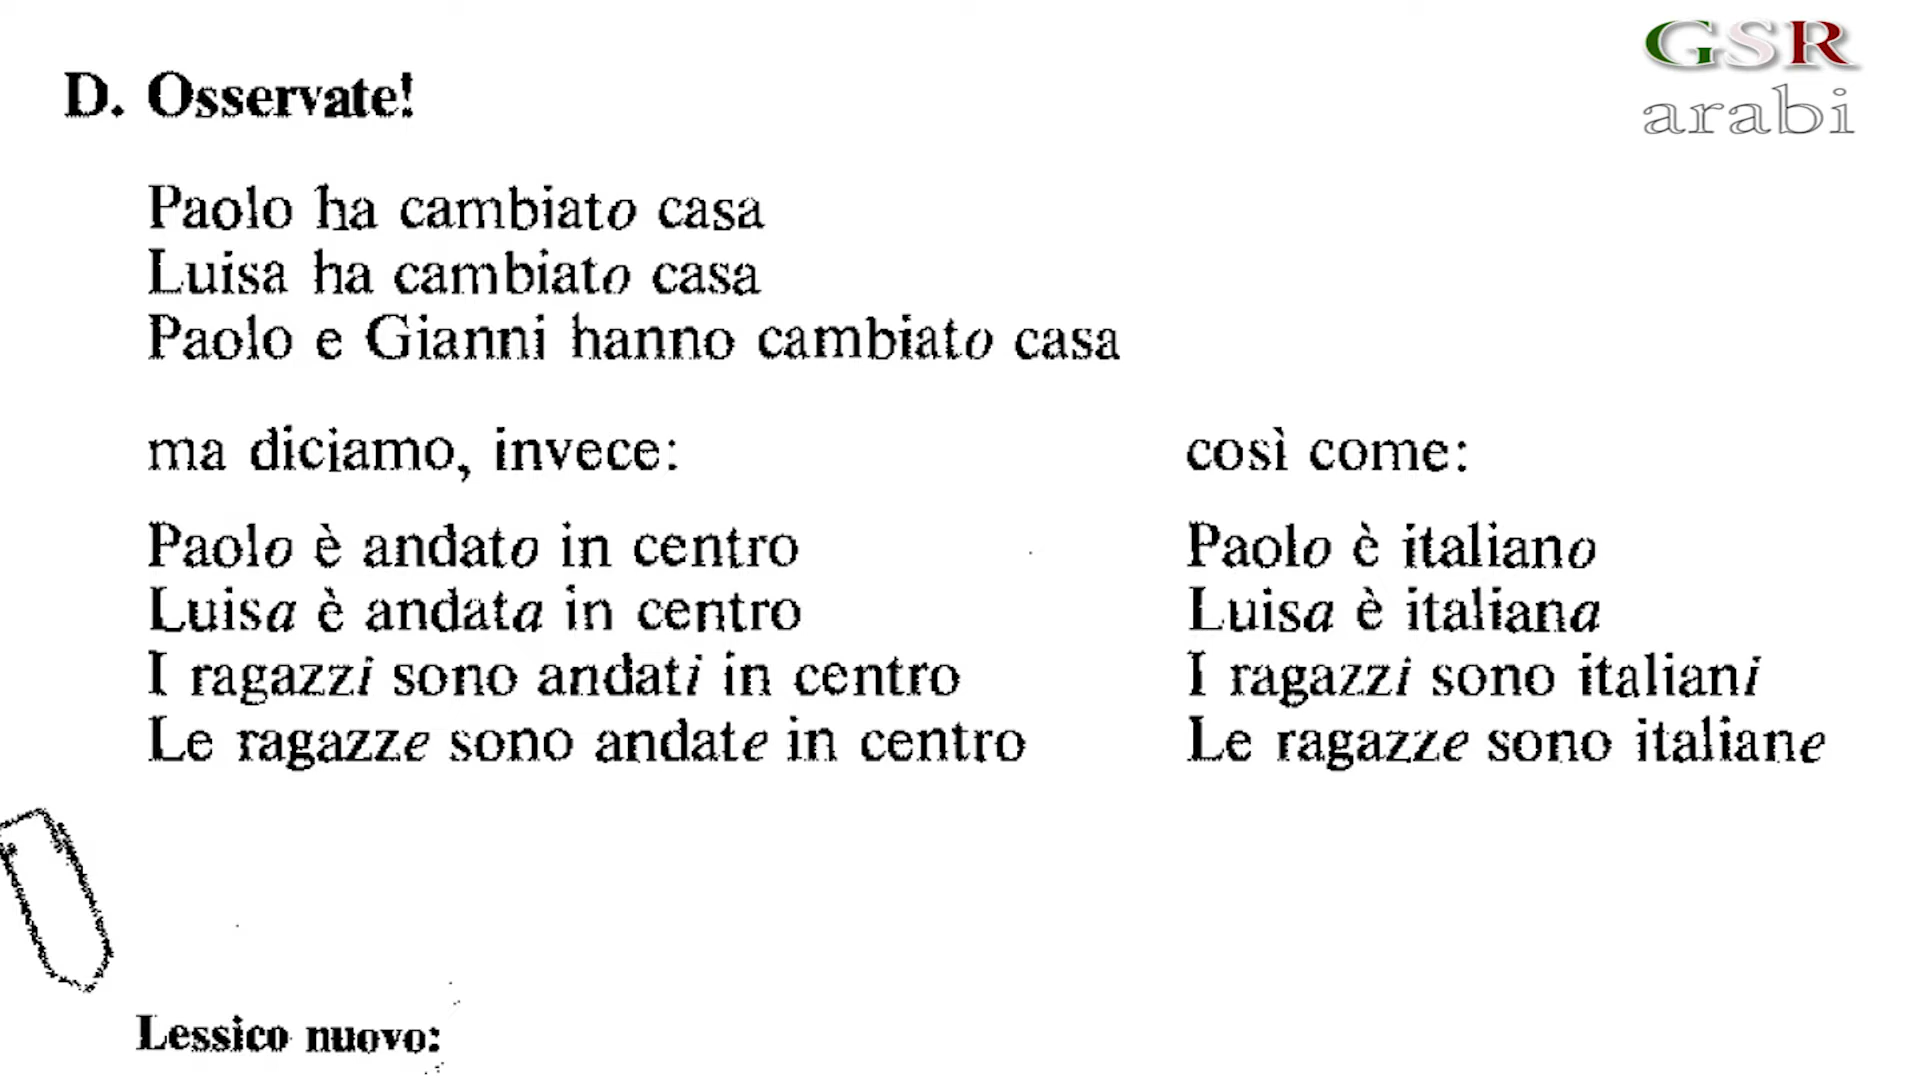 GSR
arabi
D. Osservate!
Paolo ha cambiato casa
Luisa ha cambiato casa
Paolo e Gianni hanno cambiato casa
ma diciamo, invece:
Paolo è andato in centro
Luisa è andata in centro
I ragazzi sono andati in centro
Le ragazze sono andate in centro
così come:
Paolo è italiano
Luisa è italiana
I ragazzi sono italiani
Le ragazze sono italiane
Lessico nuovo: